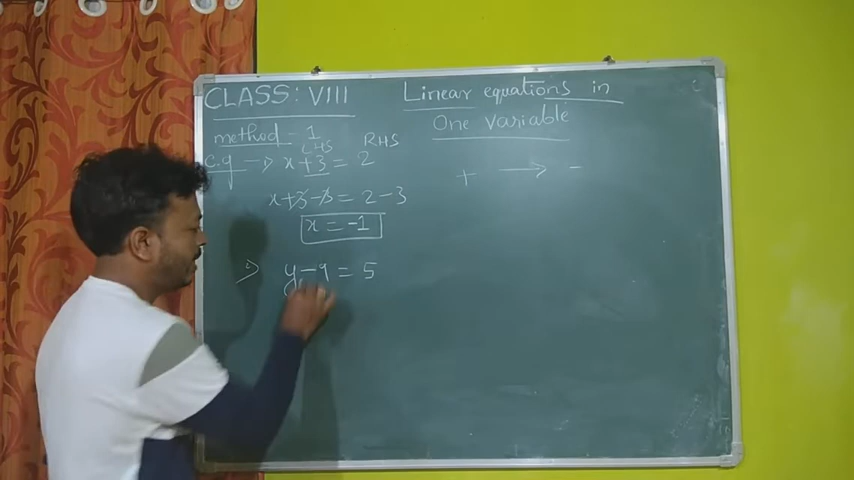 CLASS: VIII
Linear equations in
One Variable
method - 1
LHS RHS
e.g → x + 3 = 2
+ → -
x + 3 - 3 = 2 - 3
x = -1
⇒ y - 9 = 5